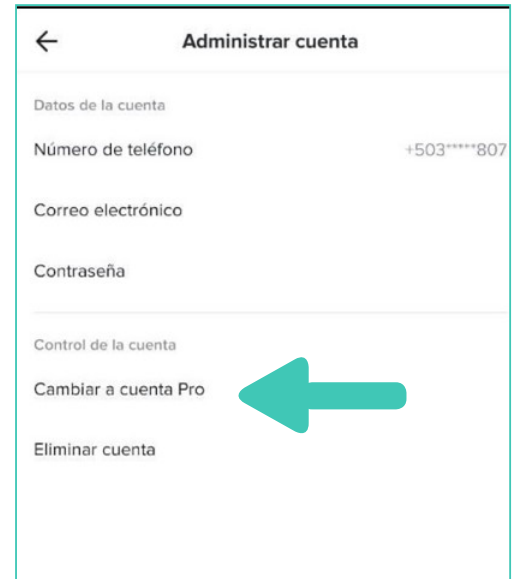 Administrar cuenta
Datos de la cuenta
Número de teléfono +503*****807
Correo electrónico
Contraseña
Control de la cuenta
Cambiar a cuenta Pro
Eliminar cuenta